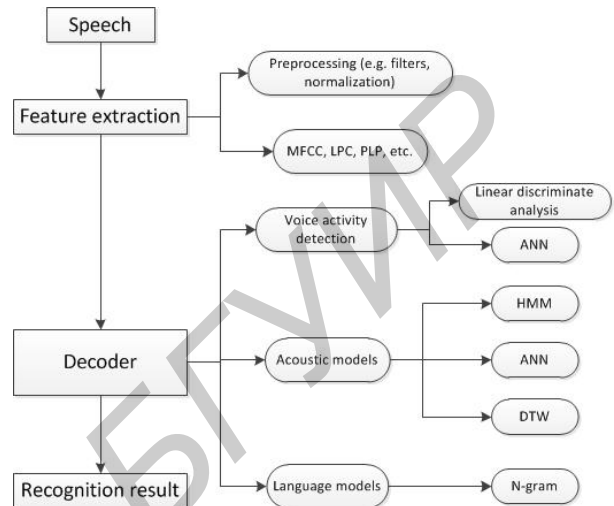 Speech
Preprocessing (e.g. filters,
normalization)
Feature extraction
MFCC, LPC, PLP, etc.
Linear discriminate
analysis
Voice activity
detection
ANN
HMM
Decoder
Acoustic models
ANN
DTW
Recognition result
Language models
N-gram
БГУИР